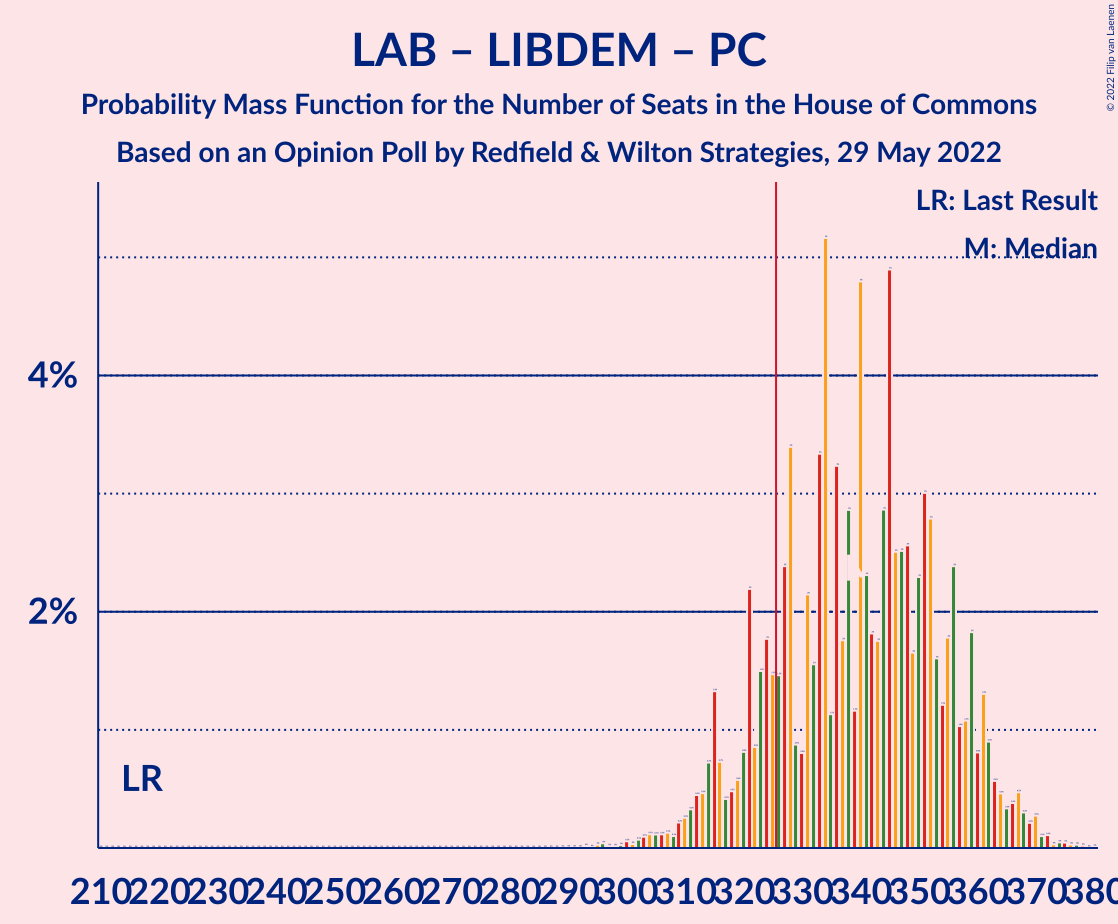 LAB – LIBDEM – PC
Probability Mass Function for the Number of Seats in the House of Commons
Based on an Opinion Poll by Redfield & Wilton Strategies, 29 May 2022
© 2022 Filip van Laenen
LR: Last Result
M: Median
4%
2%
LR
210 220 230 240 250 260 270 280 290 300 310 320 330 340 350 360 370 380